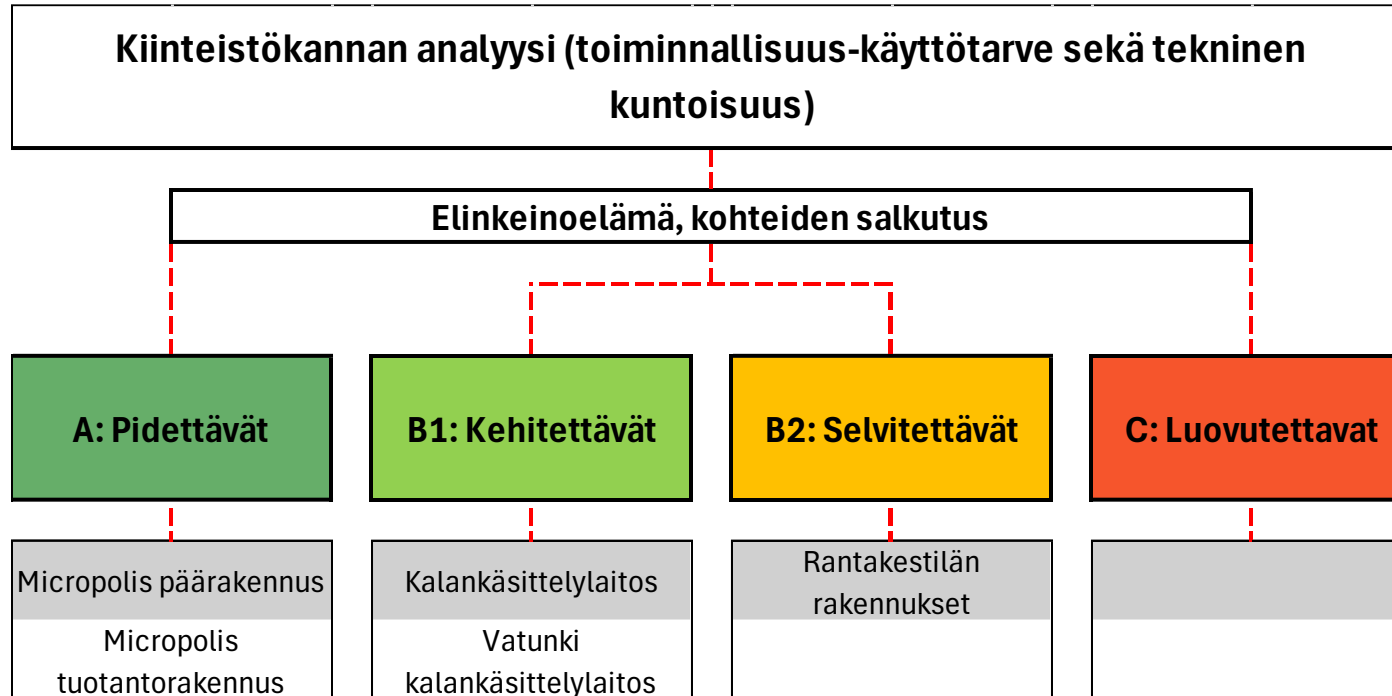 Kiinteistökannan analyysi (toiminnallisuus-käyttötarve sekä tekninen
kuntoisuus)
Elinkeinoelämä, kohteiden salkutus
A: Pidettävät
B1: Kehitettävät
B2: Selvitettävät
C: Luovutettavat
Micropolis päärakennus
Kalankäsittelylaitos
Rantakestilän
rakennukset
Micropolis
tuotantorakennus
Vatunki
kalankäsittelylaitos